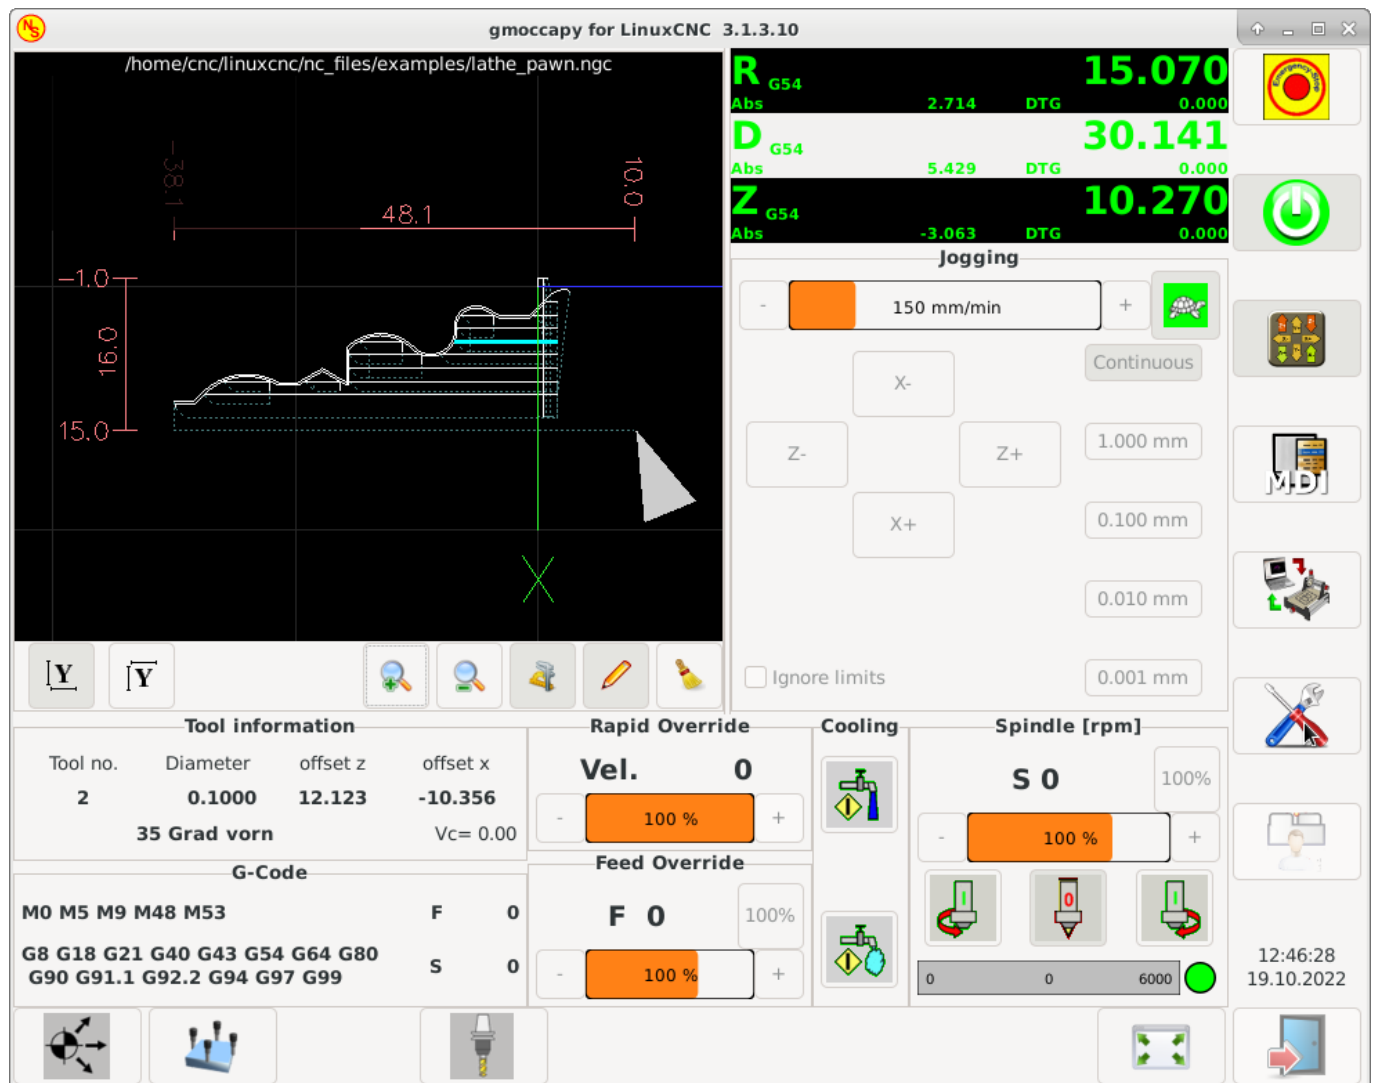 NS
gmoccapy for LinuxCNC 3.1.3.10
/home/cnc/linuxcnc/nc_files/examples/lathe_pawn.ngc
-38.1
10.0
48.1
-1.0
16.0
15.0
X
Y
Y
R G54 15.070
Abs 2.714 DTG 0.000
D G54 30.141
Abs 5.429 DTG 0.000
Z G54 10.270
Abs -3.063 DTG 0.000
Jogging
- 150 mm/min +
Continuous
X-
Z- Z+
X+
1.000 mm
0.100 mm
0.010 mm
0.001 mm
Ignore limits
Emergency-Stop
MDI
Tool information
Tool no. Diameter offset z offset x
2 0.1000 12.123 -10.356
35 Grad vorn Vc= 0.00
G-Code
M0 M5 M9 M48 M53 F 0
G8 G18 G21 G40 G43 G54 G64 G80
G90 G91.1 G92.2 G94 G97 G99
S 0
Rapid Override
Vel. 0
- 100 % +
Feed Override
F 0 100%
- 100 % +
Cooling
Spindle [rpm]
S 0 100%
- 100 % +
I 0 I
0 0 6000
12:46:28
19.10.2022